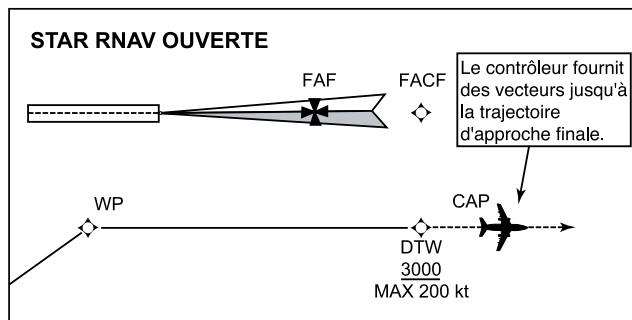 STAR RNAV OUVERTE
FAF
FACF
Le contrôleur fournit
des vecteurs jusqu'à
la trajectoire
d'approche finale.
WP
CAP
DTW
3000
MAX 200 kt